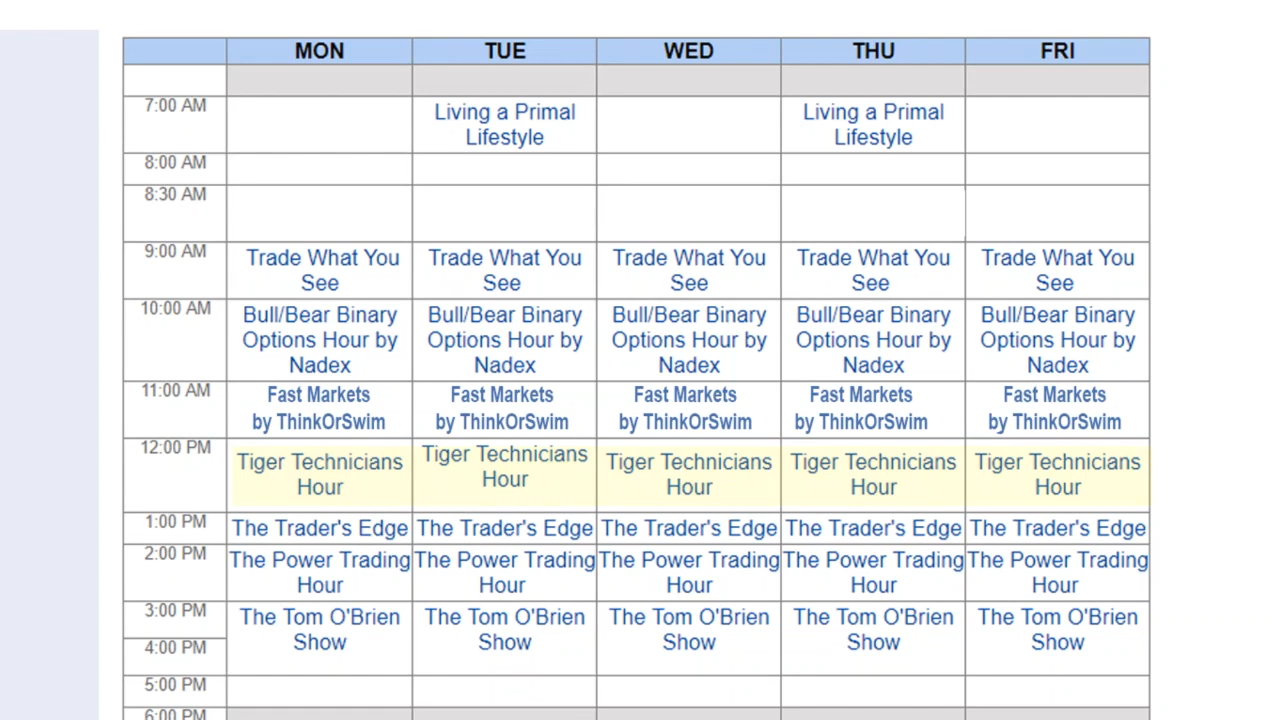 MON TUE WED THU FRI
7:00 AM
Living a Primal Living a Primal
Lifestyle Lifestyle
8:00 AM
8:30 AM
9:00 AM
Trade What You Trade What You Trade What You Trade What You Trade What You
See See See See See
10:00 AM
Bull/Bear Binary Bull/Bear Binary Bull/Bear Binary Bull/Bear Binary Bull/Bear Binary
Options Hour by Options Hour by Options Hour by Options Hour by Options Hour by
Nadex Nadex Nadex Nadex Nadex
11:00 AM
Fast Markets Fast Markets Fast Markets Fast Markets Fast Markets
by ThinkOrSwim by ThinkOrSwim by ThinkOrSwim by ThinkOrSwim by ThinkOrSwim
12:00 PM
Tiger Technicians Tiger Technicians Tiger Technicians Tiger Technicians Tiger Technicians
Hour Hour Hour Hour Hour
1:00 PM
The Trader's Edge The Trader's Edge The Trader's Edge The Trader's Edge The Trader's Edge
2:00 PM
The Power Trading The Power Trading The Power Trading The Power Trading The Power Trading
Hour Hour Hour Hour Hour
3:00 PM
The Tom O'Brien The Tom O'Brien The Tom O'Brien The Tom O'Brien The Tom O'Brien
Show Show Show Show Show
4:00 PM
5:00 PM
6:00 PM